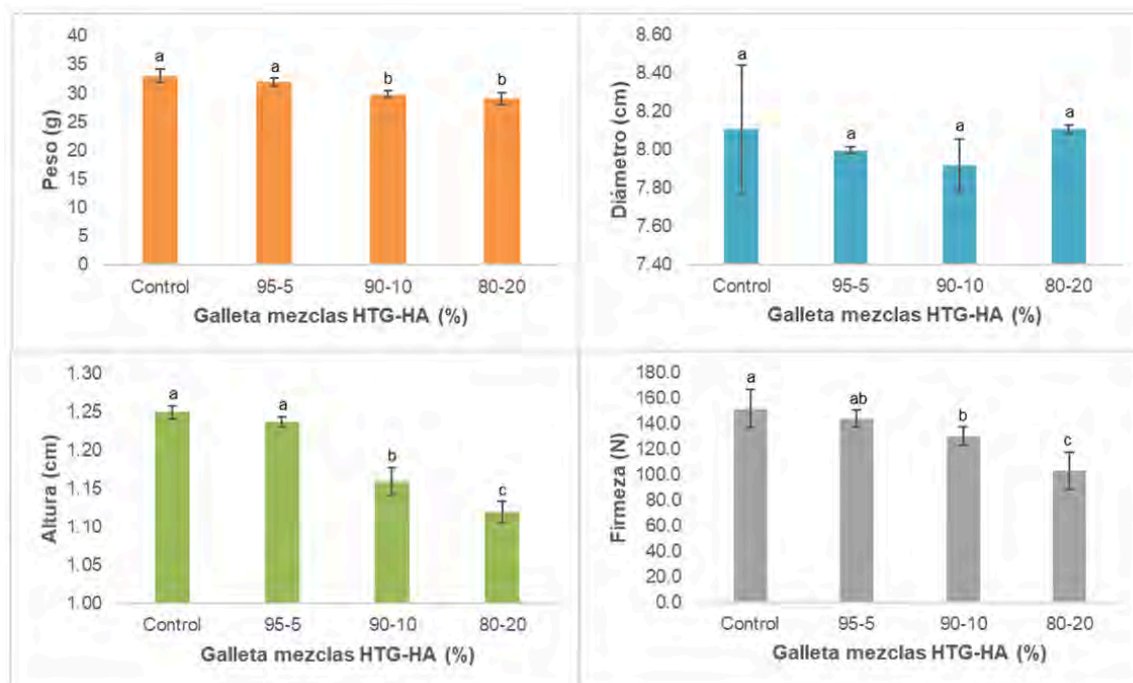 Peso (g)
40
35
30
25
20
15
10
5
0
a
a
b
b
Control
95-5
90-10
80-20
Galleta mezclas HTG-HA (%)
Diámetro (cm)
8.60
8.40
8.20
8.00
7.80
7.60
7.40
a
a
a
a
Control
95-5
90-10
80-20
Galleta mezclas HTG-HA (%)
Altura (cm)
1.30
1.25
1.20
1.15
1.10
1.05
1.00
a
a
b
c
Control
95-5
90-10
80-20
Galleta mezclas HTG-HA (%)
Firmeza (N)
180.0
160.0
140.0
120.0
100.0
80.0
60.0
40.0
20.0
0.0
a
ab
b
c
Control
95-5
90-10
80-20
Galleta mezclas HTG-HA (%)